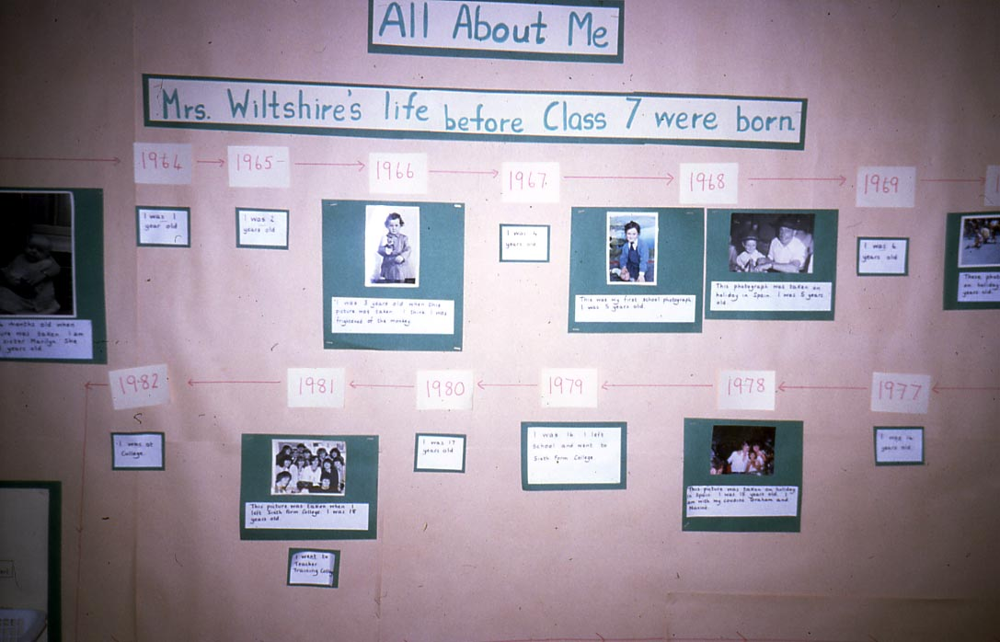 All About Me
Mrs. Wiltshire's life before Class 7 were born
1964
1965
1966
1967
1968
1969
I was 1
year old
I was 2
years old
I was 3 years old when this
picture was taken. I think I was
frightened of the monkey.
I was 4
years old
This was my first school photograph.
I was 5 years old.
This photograph was taken on
holiday in Spain. I was 5 years
old.
I was 6
years old
These
on holiday
years old.
months old when
was taken. I am
sister Marilyn. She
years old.
1982
1981
1980
1979
1978
1977
I was at
College.
This picture was taken when I
left Sixth Form College. I was 18
years old.
I went to
Teacher
Training
I was 17
years old
I was 16. I left
School and went to
Sixth Form College
This picture was taken on holiday
in Spain. I was 15 years old. I
am with my cousins Graham and
I was 14
years old.